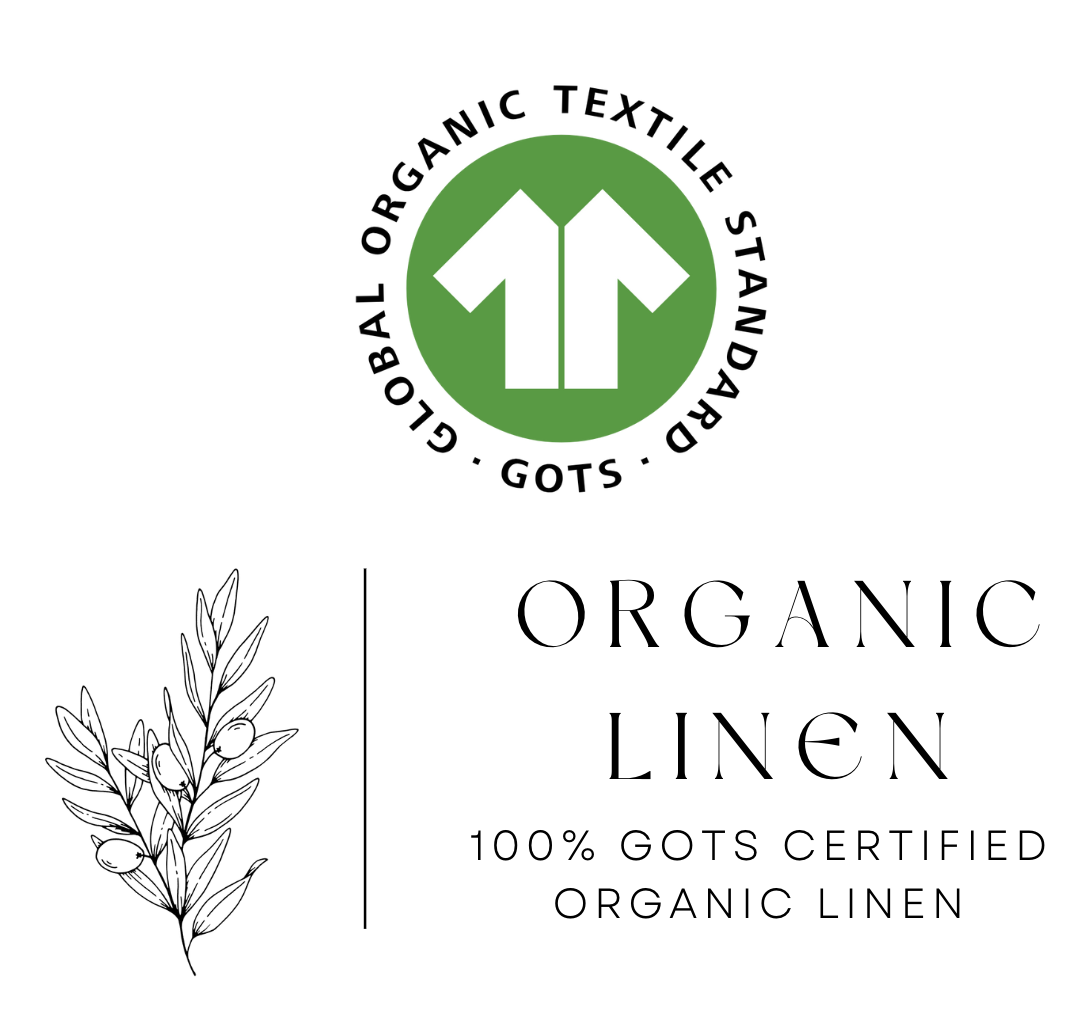 GLOBAL ORGANIC TEXTILE STANDARD
· GOTS ·
ORGANIC
LINEN
100% GOTS CERTIFIED
ORGANIC LINEN